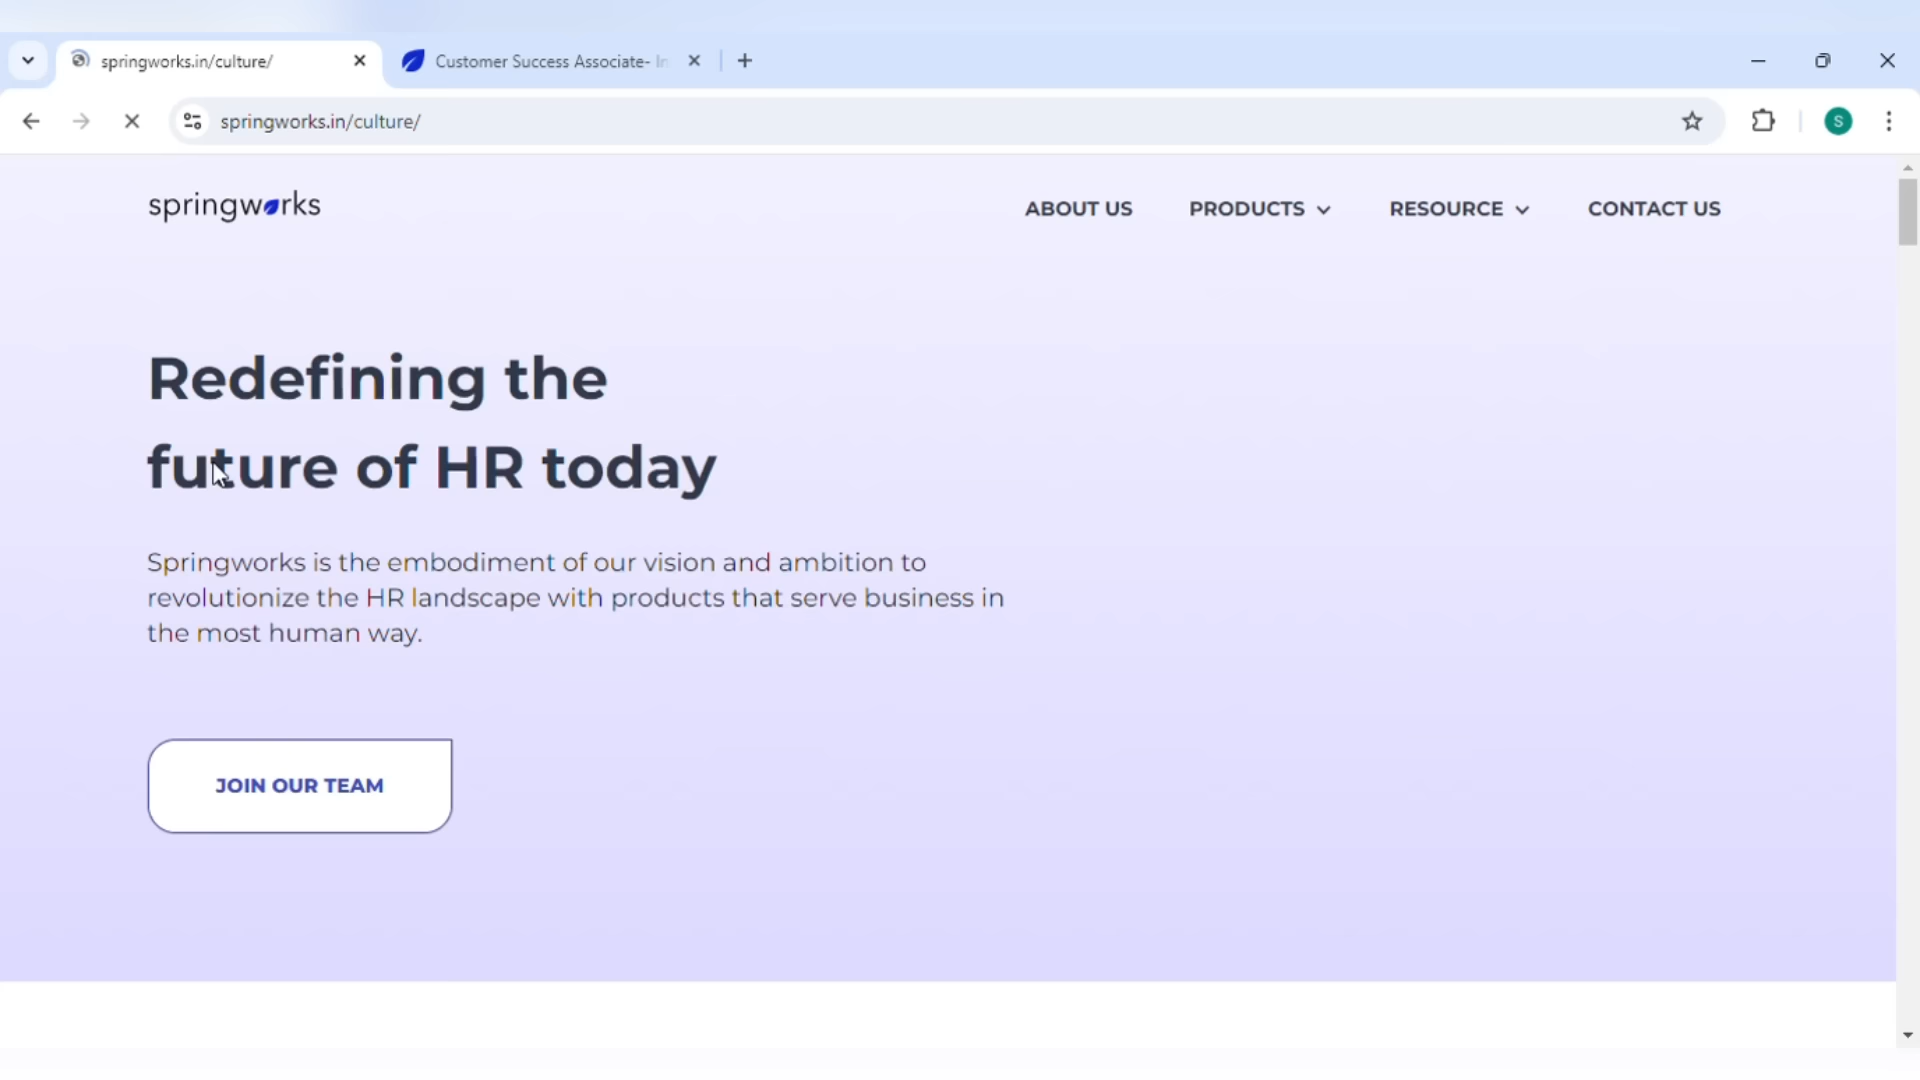 springworks.in/culture/
Customer Success Associate- In
springworks.in/culture/
S
springworks
ABOUT US
PRODUCTS
RESOURCE
CONTACT US
Redefining the
future of HR today
Springworks is the embodiment of our vision and ambition to
revolutionize the HR landscape with products that serve business in
the most human way.
JOIN OUR TEAM